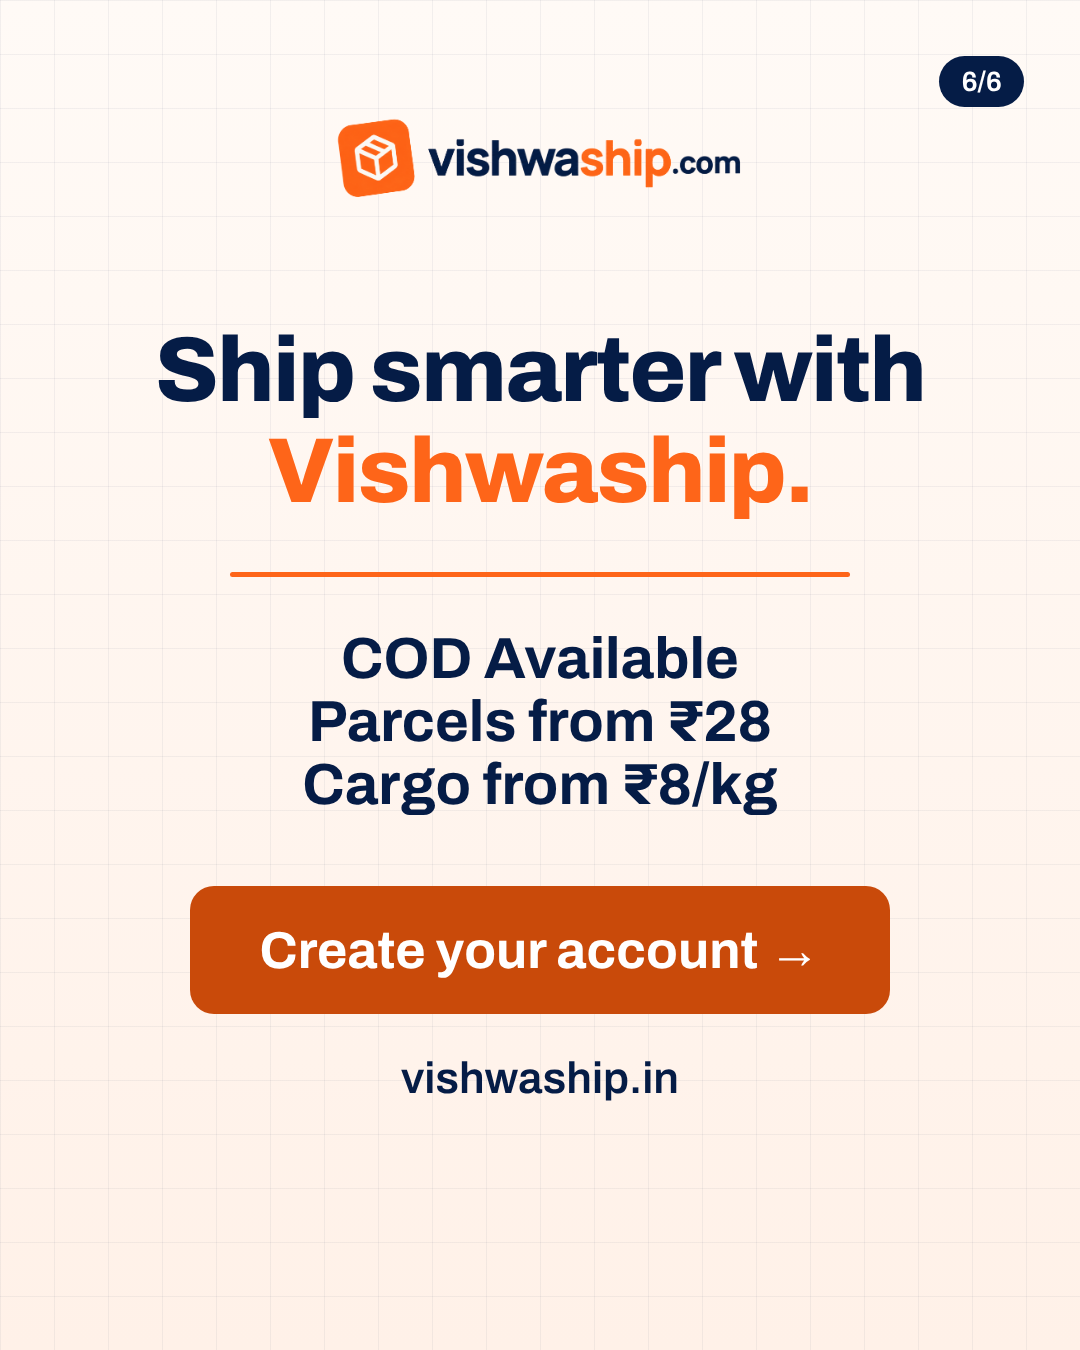 6/6
vishwaship.com
Ship smarter with
Vishwaship.
COD Available
Parcels from ₹28
Cargo from ₹8/kg
Create your account →
vishwaship.in